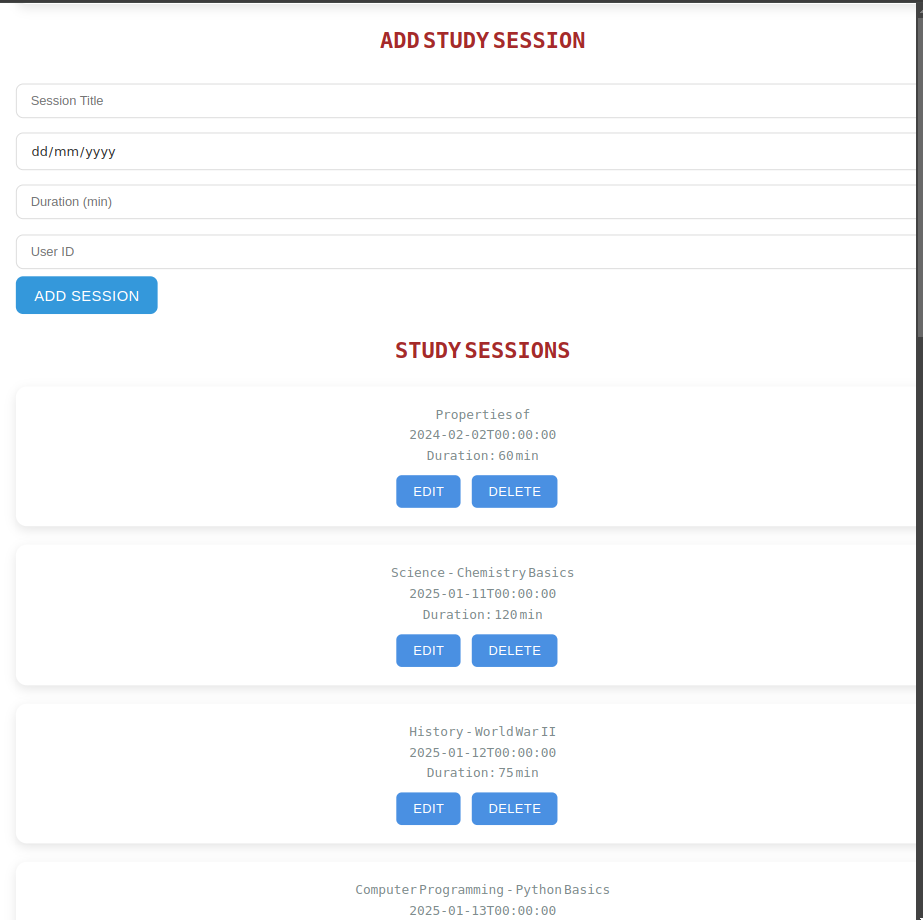 ADD STUDY SESSION
Session Title
dd/mm/yyyy
Duration (min)
User ID
ADD SESSION
STUDY SESSIONS
Properties of
2024-02-02T00:00:00
Duration: 60 min
EDIT DELETE
Science - Chemistry Basics
2025-01-11T00:00:00
Duration: 120 min
EDIT DELETE
History - World War II
2025-01-12T00:00:00
Duration: 75 min
EDIT DELETE
Computer Programming - Python Basics
2025-01-13T00:00:00